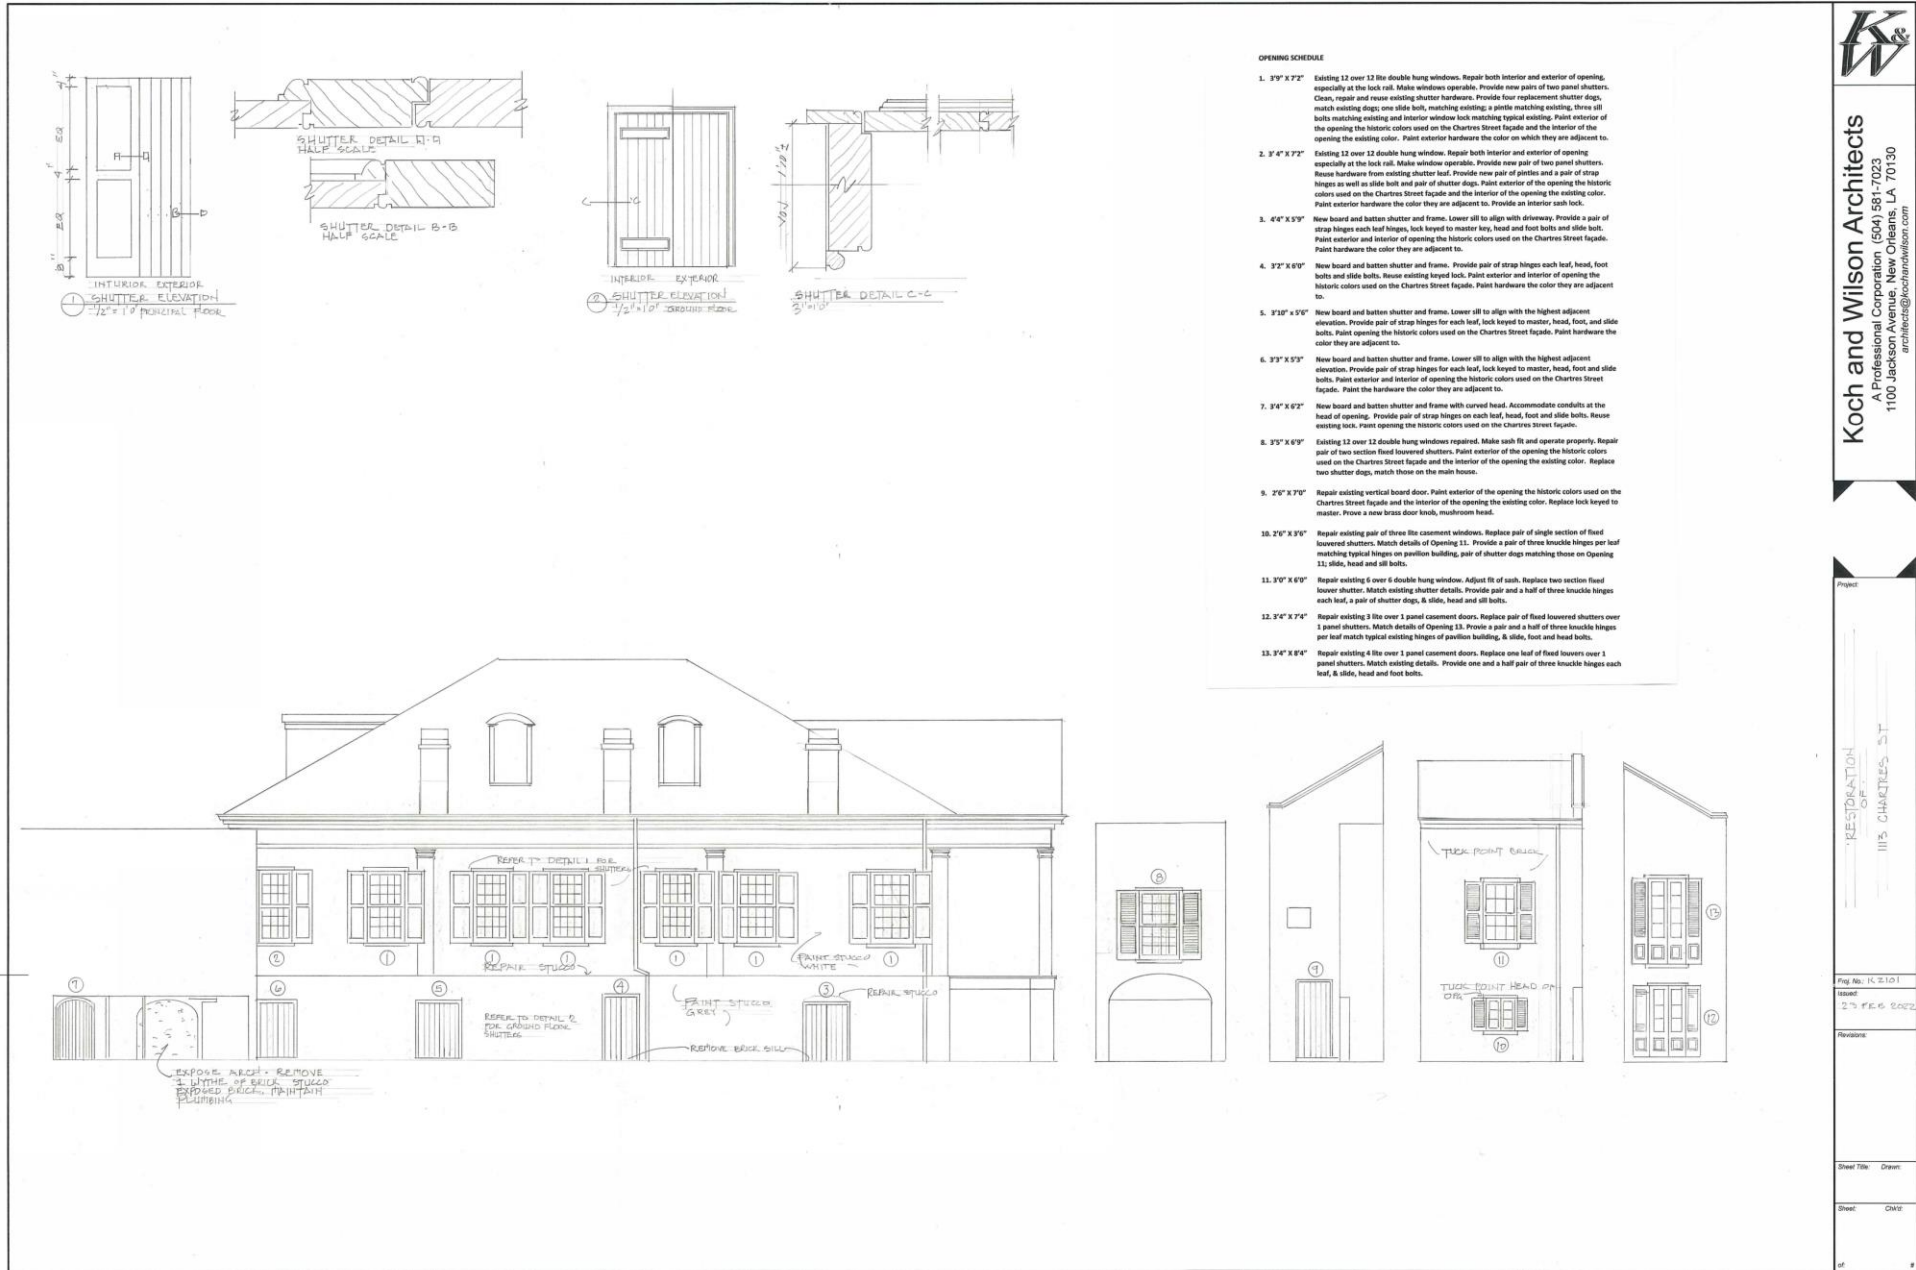 4"
EQ
4"
EQ
8"
A
B
B
INTERIOR EXTERIOR
1 SHUTTER ELEVATION
1/2" = 1'0" PRINCIPAL FLOOR
SHUTTER DETAIL A-A
HALF SCALE
SHUTTER DETAIL B-B
HALF SCALE
C
C
INTERIOR EXTERIOR
2 SHUTTER ELEVATION
1/2"=1'0" GROUND FLOOR
SHUTTER DETAIL C-C
3"=1'0"
OPENING SCHEDULE
1. 3'9" X 7'2" Existing 12 over 12 lite double hung windows. Repair both interior and exterior of opening,
especially at the lock rail. Make windows operable. Provide new pairs of two panel shutters.
Clean, repair and reuse existing shutter hardware. Provide four replacement shutter dogs,
match existing dogs; one slide bolt, matching existing; a pintle matching existing, three sill
bolts matching existing and interior window lock matching typical existing. Paint exterior of
the opening the historic colors used on the Chartres Street façade and the interior of the
opening the existing color. Paint exterior hardware the color on which they are adjacent to.
2. 3' 4" X 7'2" Existing 12 over 12 double hung window. Repair both interior and exterior of opening
especially at the lock rail. Make window operable. Provide new pair of two panel shutters.
Reuse hardware from existing shutter leaf. Provide new pair of pintles and a pair of strap
hinges as well as slide bolt and pair of shutter dogs. Paint exterior of the opening the historic
colors used on the Chartres Street façade and the interior of the opening the existing color.
Paint exterior hardware the color they are adjacent to. Provide an interior sash lock.
3. 4'4" X 5'9" New board and batten shutter and frame. Lower sill to align with driveway. Provide a pair of
strap hinges each leaf hinges, lock keyed to master key, head and foot bolts and slide bolt.
Paint exterior and interior of opening the historic colors used on the Chartres Street façade.
Paint hardware the color they are adjacent to.
4. 3'2" X 6'0" New board and batten shutter and frame. Provide pair of strap hinges each leaf, head, foot
bolts and slide bolts. Reuse existing keyed lock. Paint exterior and interior of opening the
historic colors used on the Chartres Street façade. Paint hardware the color they are adjacent
to.
5. 3'10" x 5'6" New board and batten shutter and frame. Lower sill to align with the highest adjacent
elevation. Provide pair of strap hinges for each leaf, lock keyed to master, head, foot, and slide
bolts. Paint opening the historic colors used on the Chartres Street façade. Paint hardware the
color they are adjacent to.
6. 3'3" X 5'3" New board and batten shutter and frame. Lower sill to align with the highest adjacent
elevation. Provide pair of strap hinges for each leaf, lock keyed to master, head, foot and slide
bolts. Paint exterior and interior of opening the historic colors used on the Chartres Street
façade. Paint the hardware the color they are adjacent to.
7. 3'4" X 6'2" New board and batten shutter and frame with curved head. Accommodate conduits at the
head of opening. Provide pair of strap hinges on each leaf, head, foot and slide bolts. Reuse
existing lock. Paint opening the historic colors used on the Chartres Street façade.
8. 3'5" X 6'9" Existing 12 over 12 double hung windows repaired. Make sash fit and operate properly. Repair
pair of two section fixed louvered shutters. Paint exterior of the opening the historic colors
used on the Chartres Street façade and the interior of the opening the existing color. Replace
two shutter dogs, match those on the main house.
9. 2'6" X 7'0" Repair existing vertical board door. Paint exterior of the opening the historic colors used on the
Chartres Street façade and the interior of the opening the existing color. Replace lock keyed to
master. Prove a new brass door knob, mushroom head.
10. 2'6" X 3'6" Repair existing pair of three lite casement windows. Replace pair of single section of fixed
louvered shutters. Match details of Opening 11. Provide a pair of three knuckle hinges per leaf
matching typical hinges on pavilion building, pair of shutter dogs matching those on Opening
11; slide, head and sill bolts.
11. 3'0" X 6'0" Repair existing 6 over 6 double hung window. Adjust fit of sash. Replace two section fixed
louver shutter. Match existing shutter details. Provide pair and a half of three knuckle hinges
each leaf, a pair of shutter dogs, & slide, head and sill bolts.
12. 3'4" X 7'4" Repair existing 3 lite over 1 panel casement doors. Replace pair of fixed louvered shutters over
1 panel shutters. Match details of Opening 13. Provie a pair and a half of three knuckle hinges
per leaf match typical existing hinges of pavilion building, & slide, foot and head bolts.
13. 3'4" X 8'4" Repair existing 4 lite over 1 panel casement doors. Replace one leaf of fixed louvers over 1
panel shutters. Match existing details. Provide one and a half pair of three knuckle hinges each
leaf, & slide, head and foot bolts.
REFER TO DETAIL 1 FOR
SHUTTERS
2 1 1 1 1 1 1
REPAIR STUCCO
PAINT STUCCO
WHITE
7 6 5 4 3
REPAIR STUCCO
PAINT STUCCO
GREY
REFER TO DETAIL 2
FOR GROUND FLOOR
SHUTTERS
REMOVE BRICK SILL
EXPOSE ARCH - REMOVE
1 WYTHE OF BRICK STUCCO
EXPOSED BRICK. MAINTAIN
PLUMBING
8
9
TUCK POINT BRICK
11
TUCK POINT HEAD OF
OPG
10
13
12
K&W
Koch and Wilson Architects
A Professional Corporation (504) 581-7023
1100 Jackson Avenue, New Orleans, LA 70130
architects@kochandwilson.com
Project:
RESTORATION
OF
1113 CHARTRES ST
Proj. No.: K2101
Issued:
23 FEB 2022
Revisions:
Sheet Title: Drawn:
Sheet: Chk'd:
of: #